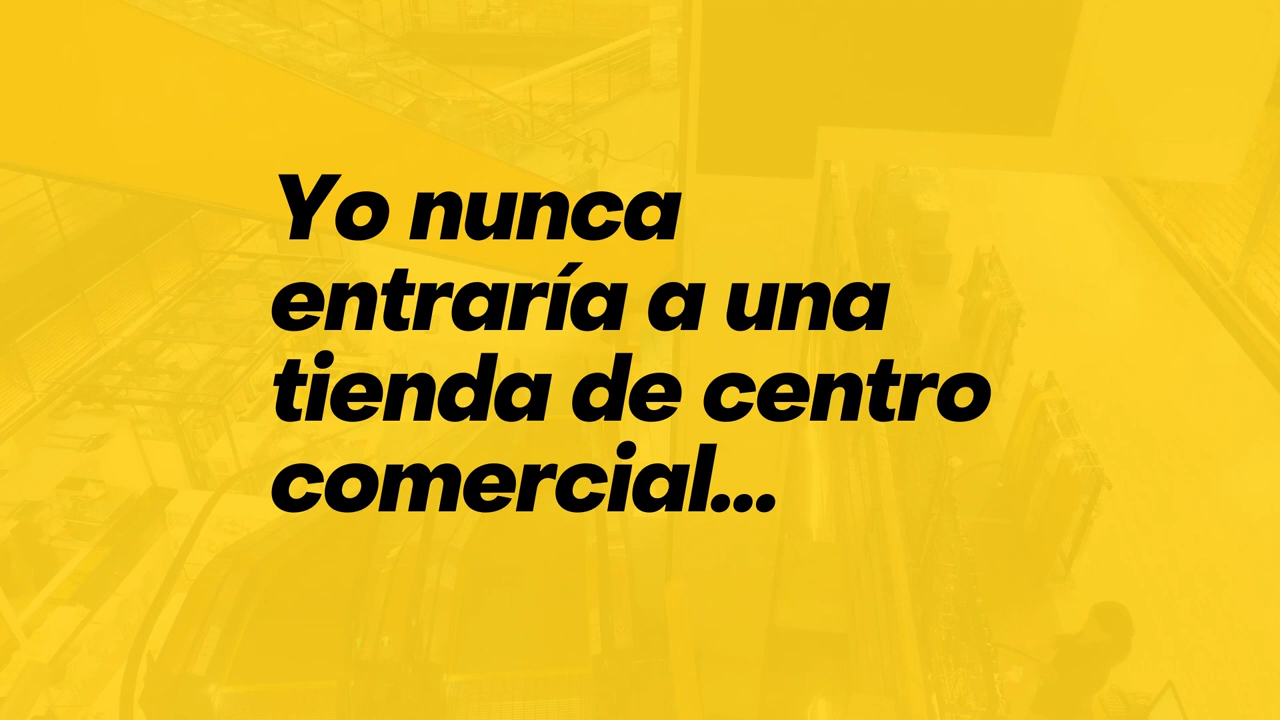 Yo nunca
entraría a una
tienda de centro
comercial...